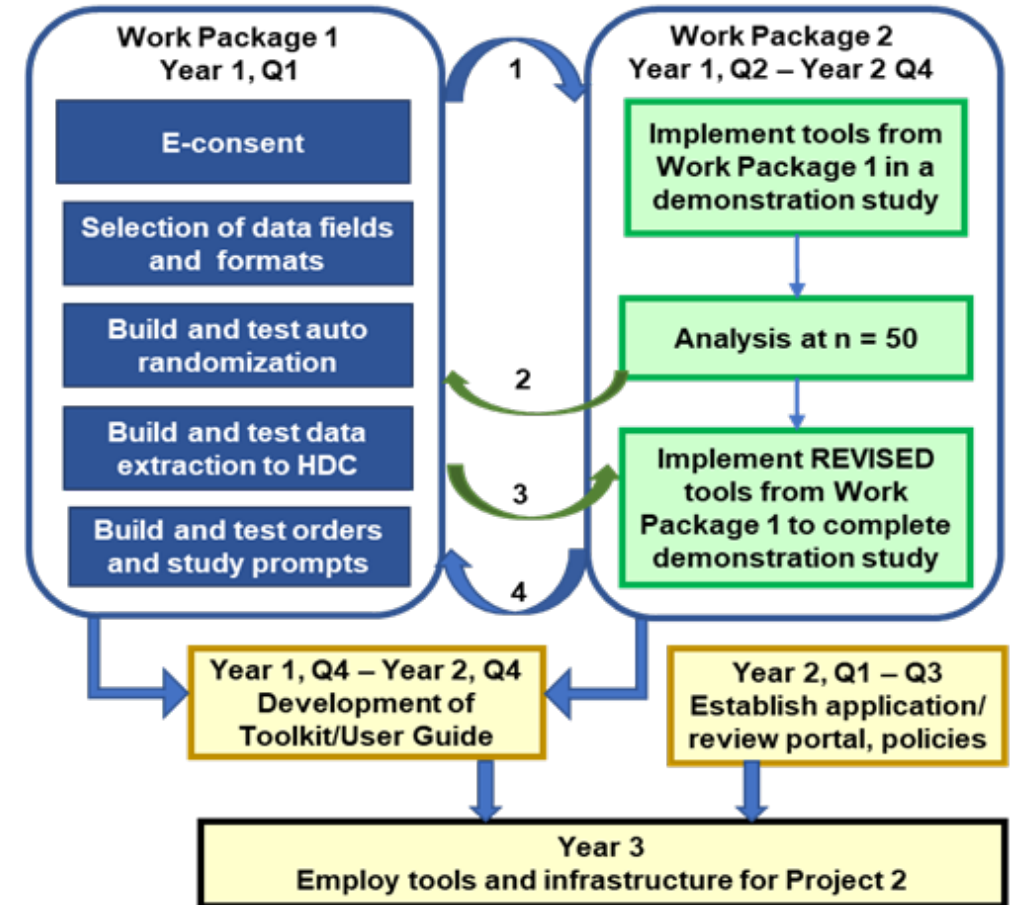 Work Package 1
Year 1, Q1
E-consent
Selection of data fields
and formats
Build and test auto
randomization
Build and test data
extraction to HDC
Build and test orders
and study prompts
1
2
3
4
Work Package 2
Year 1, Q2 – Year 2 Q4
Implement tools from
Work Package 1 in a
demonstration study
Analysis at n = 50
Implement REVISED
tools from Work
Package 1 to complete
demonstration study
Year 1, Q4 – Year 2, Q4
Development of
Toolkit/User Guide
Year 2, Q1 – Q3
Establish application/
review portal, policies
Year 3
Employ tools and infrastructure for Project 2